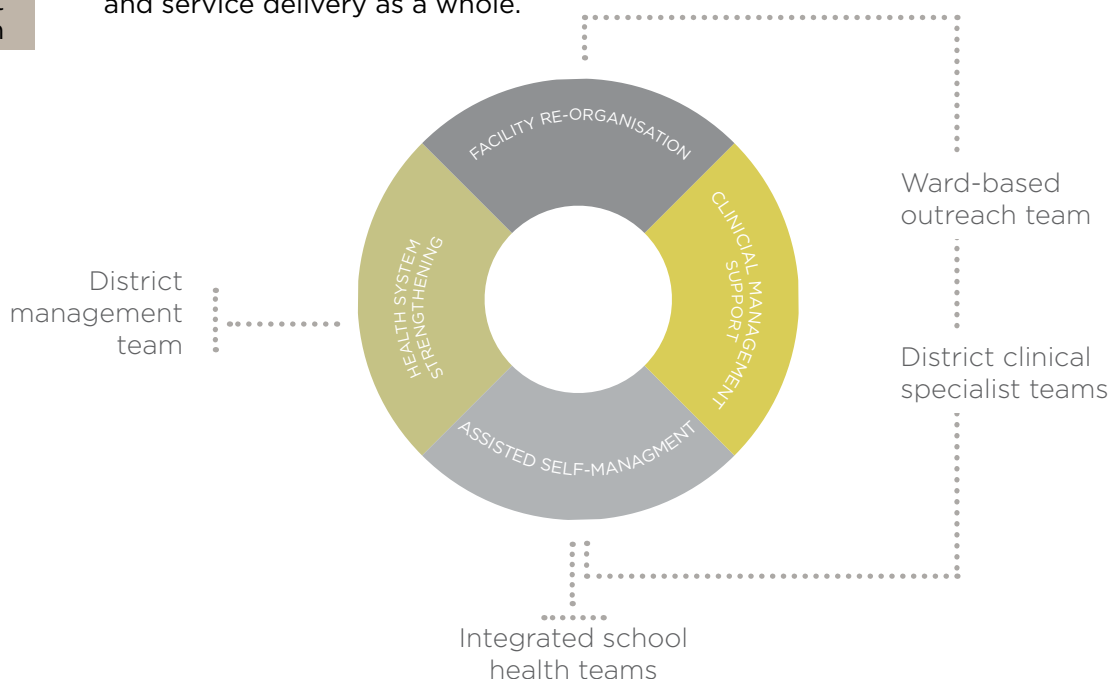 and service delivery as a whole.
FACILITY RE-ORGANISATION
CLINICIAL MANAGEMENT
SUPPORT
Ward-based
outreach team
District
management
team
HEALTH SYSTEM
STRENGTHENING
District clinical
specialist teams
ASSISTED SELF-MANAGMENT
Integrated school
health teams